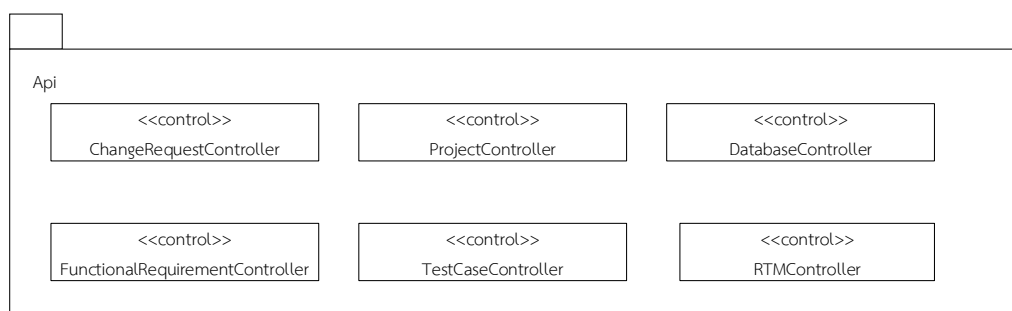 Api
<<control>>
ChangeRequestController
<<control>>
ProjectController
<<control>>
DatabaseController
<<control>>
FunctionalRequirementController
<<control>>
TestCaseController
<<control>>
RTMController